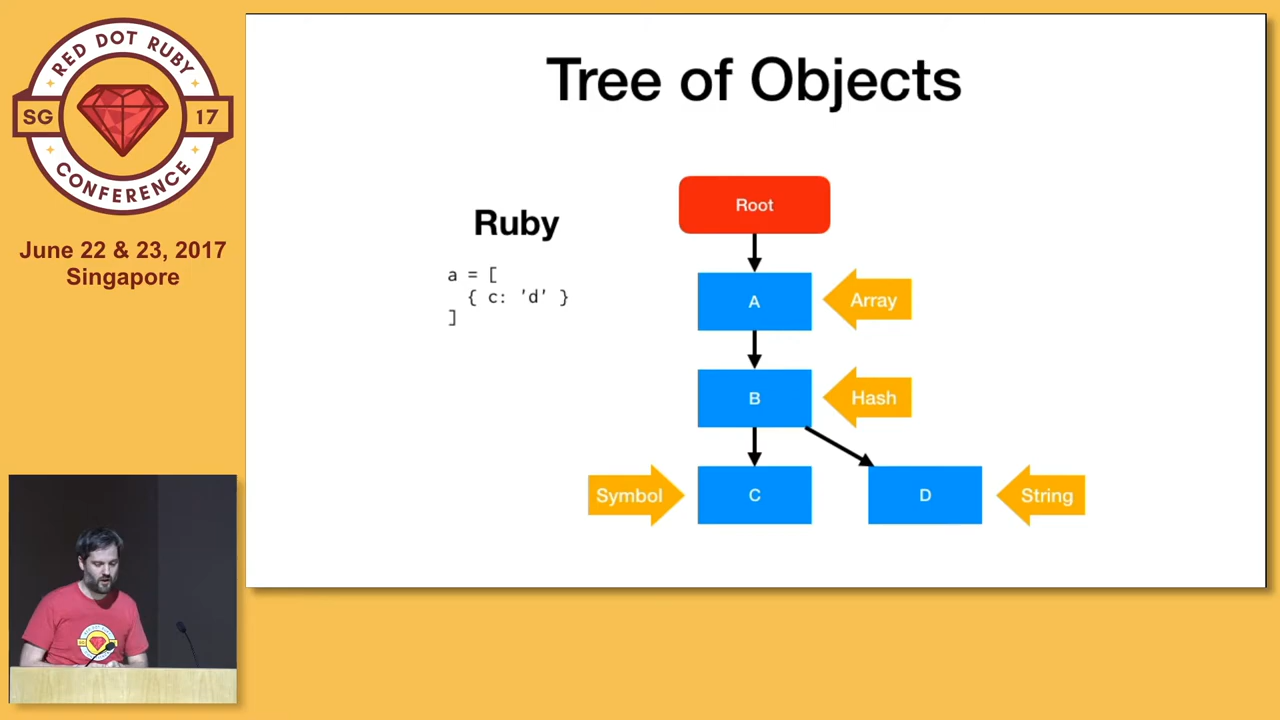 RED DOT RUBY
SG 17
CONFERENCE
June 22 & 23, 2017
Singapore
Tree of Objects
Ruby
a = [
  { c: 'd' }
]
Root
A
Array
B
Hash
Symbol
C
D
String